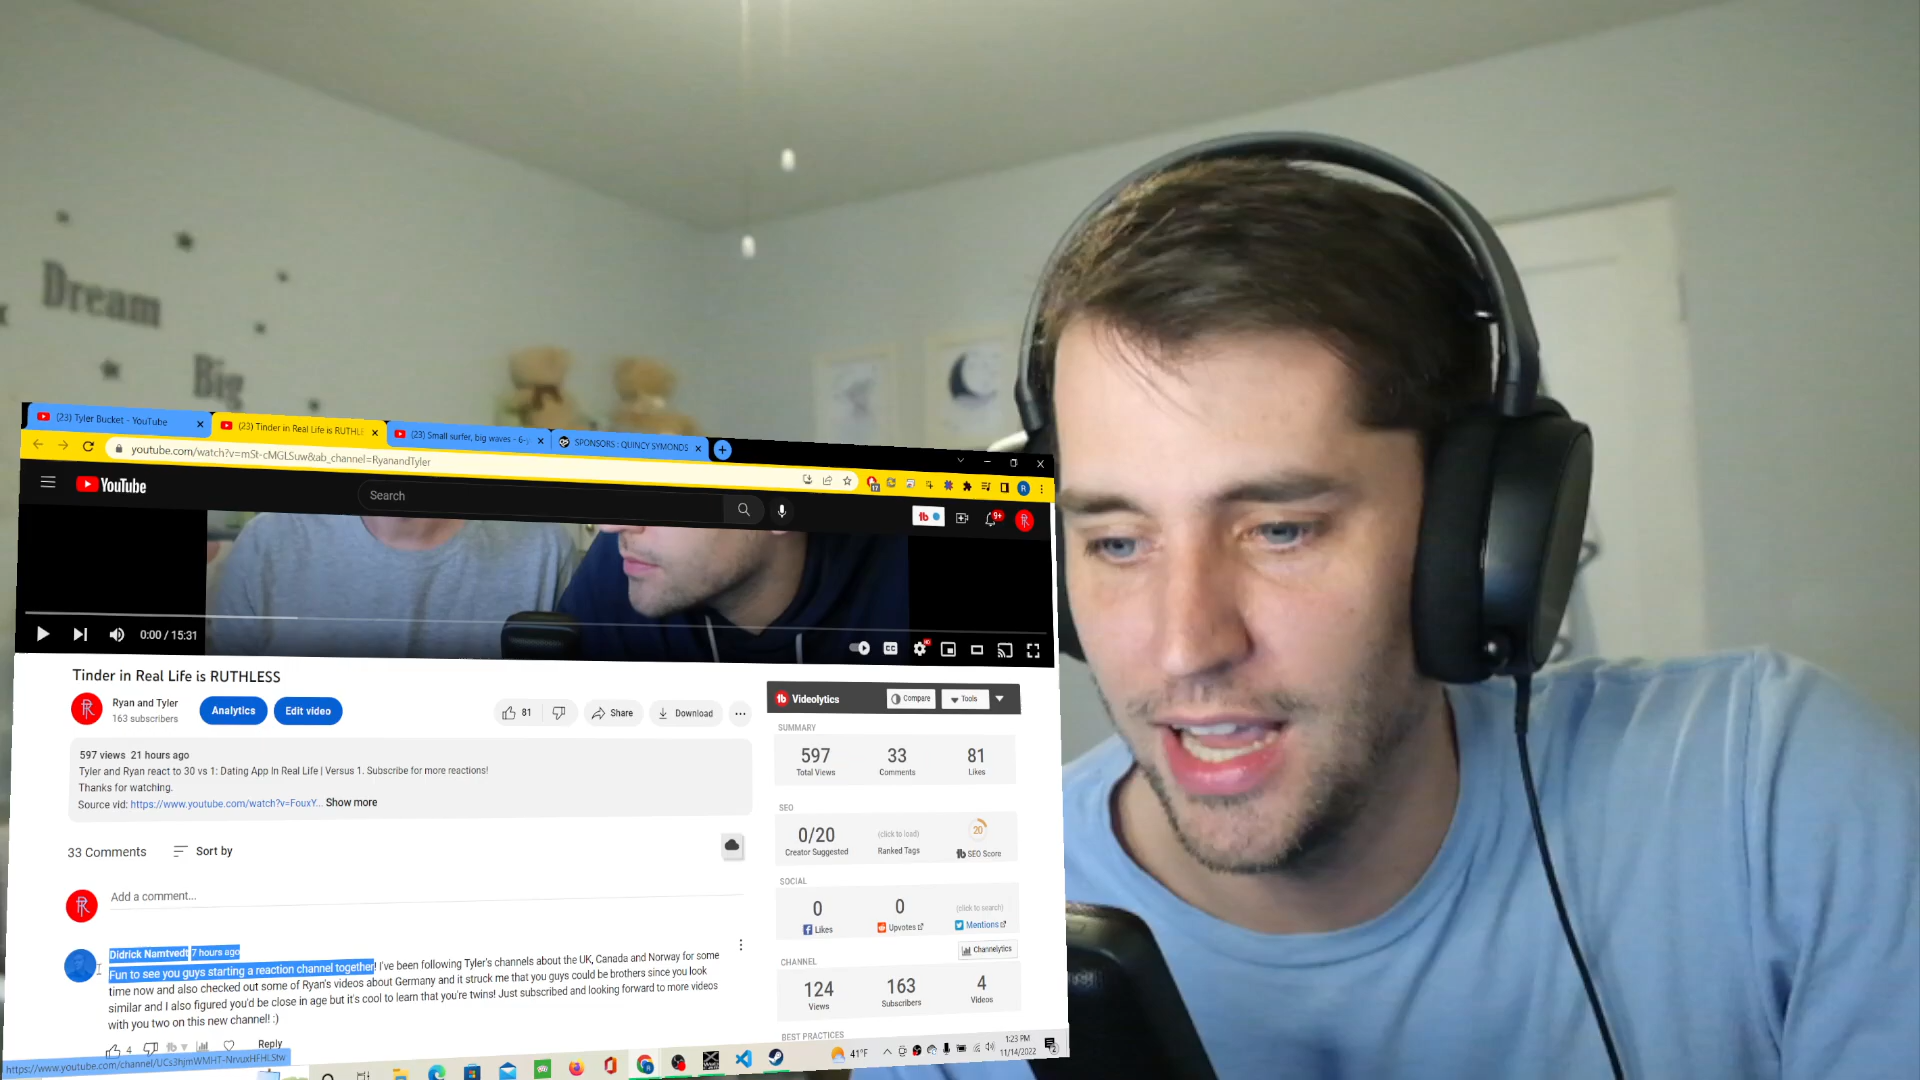 Dream
Big
(23) Tyler Bucket - YouTube
(23) Tinder in Real Life is RUTHLE
(23) Small surfer, big waves - 6-
SPONSORS : QUINCY SYMONDS
youtube.com/watch?v=mSt-cMGLSuw&ab_channel=RyanandTyler
YouTube
Search
9+
0:00 / 15:31
Tinder in Real Life is RUTHLESS
Ryan and Tyler
163 subscribers
Analytics
Edit video
81
Share
Download
597 views 21 hours ago
Tyler and Ryan react to 30 vs 1: Dating App In Real Life | Versus 1. Subscribe for more reactions!
Thanks for watching.
Source vid: https://www.youtube.com/watch?v=FouxY... Show more
33 Comments
Sort by
Add a comment...
Didrick Namtvedt 7 hours ago
Fun to see you guys starting a reaction channel together! I've been following Tyler's channels about the UK, Canada and Norway for some
time now and also checked out some of Ryan's videos about Germany and it struck me that you guys could be brothers since you look
similar and I also figured you'd be close in age but it's cool to learn that you're twins! Just subscribed and looking forward to more videos
with you two on this new channel! :)
4
Reply
https://www.youtube.com/channel/UCs3hjmWMHT-NrvuxHFHLStw
tb Videolytics
Compare
Tools
SUMMARY
597
Total Views
33
Comments
81
Likes
SEO
0/20
Creator Suggested
(click to load)
Ranked Tags
20
tb SEO Score
SOCIAL
0
Likes
0
Upvotes
(click to search)
Mentions
Channelytics
CHANNEL
124
Views
163
Subscribers
4
Videos
BEST PRACTICES
41°F
1:23 PM
11/14/2022